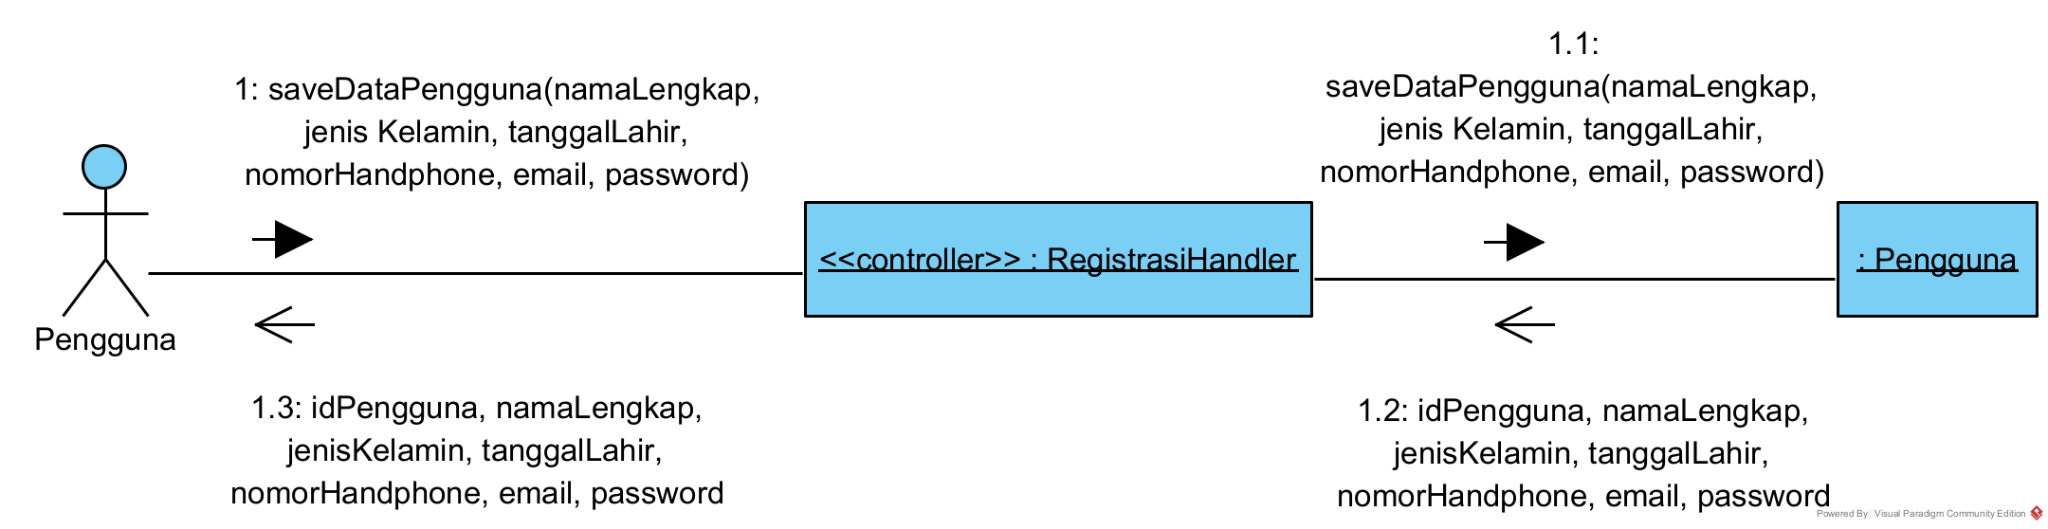 1: saveDataPengguna(namaLengkap,
jenis Kelamin, tanggalLahir,
nomorHandphone, email, password)
1.1:
saveDataPengguna(namaLengkap,
jenis Kelamin, tanggalLahir,
nomorHandphone, email, password)
Pengguna
<<controller>> : RegistrasiHandler
: Pengguna
1.3: idPengguna, namaLengkap,
jenisKelamin, tanggalLahir,
nomorHandphone, email, password
1.2: idPengguna, namaLengkap,
jenisKelamin, tanggalLahir,
nomorHandphone, email, password
Powered By Visual Paradigm Community Edition